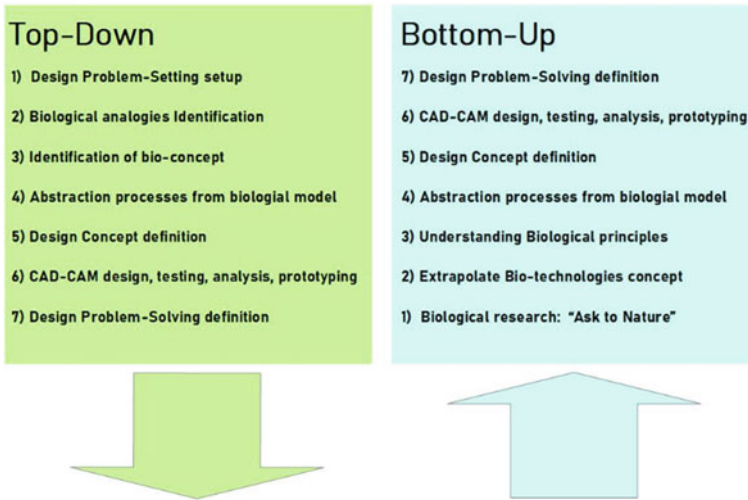 Top-Down
1) Design Problem-Setting setup
2) Biological analogies Identification
3) Identification of bio-concept
4) Abstraction processes from biologial model
5) Design Concept definition
6) CAD-CAM design, testing, analysis, prototyping
7) Design Problem-Solving definition
Bottom-Up
7) Design Problem-Solving definition
6) CAD-CAM design, testing, analysis, prototyping
5) Design Concept definition
4) Abstraction processes from biologial model
3) Understanding Biological principles
2) Extrapolate Bio-technologies concept
1) Biological research: “Ask to Nature”